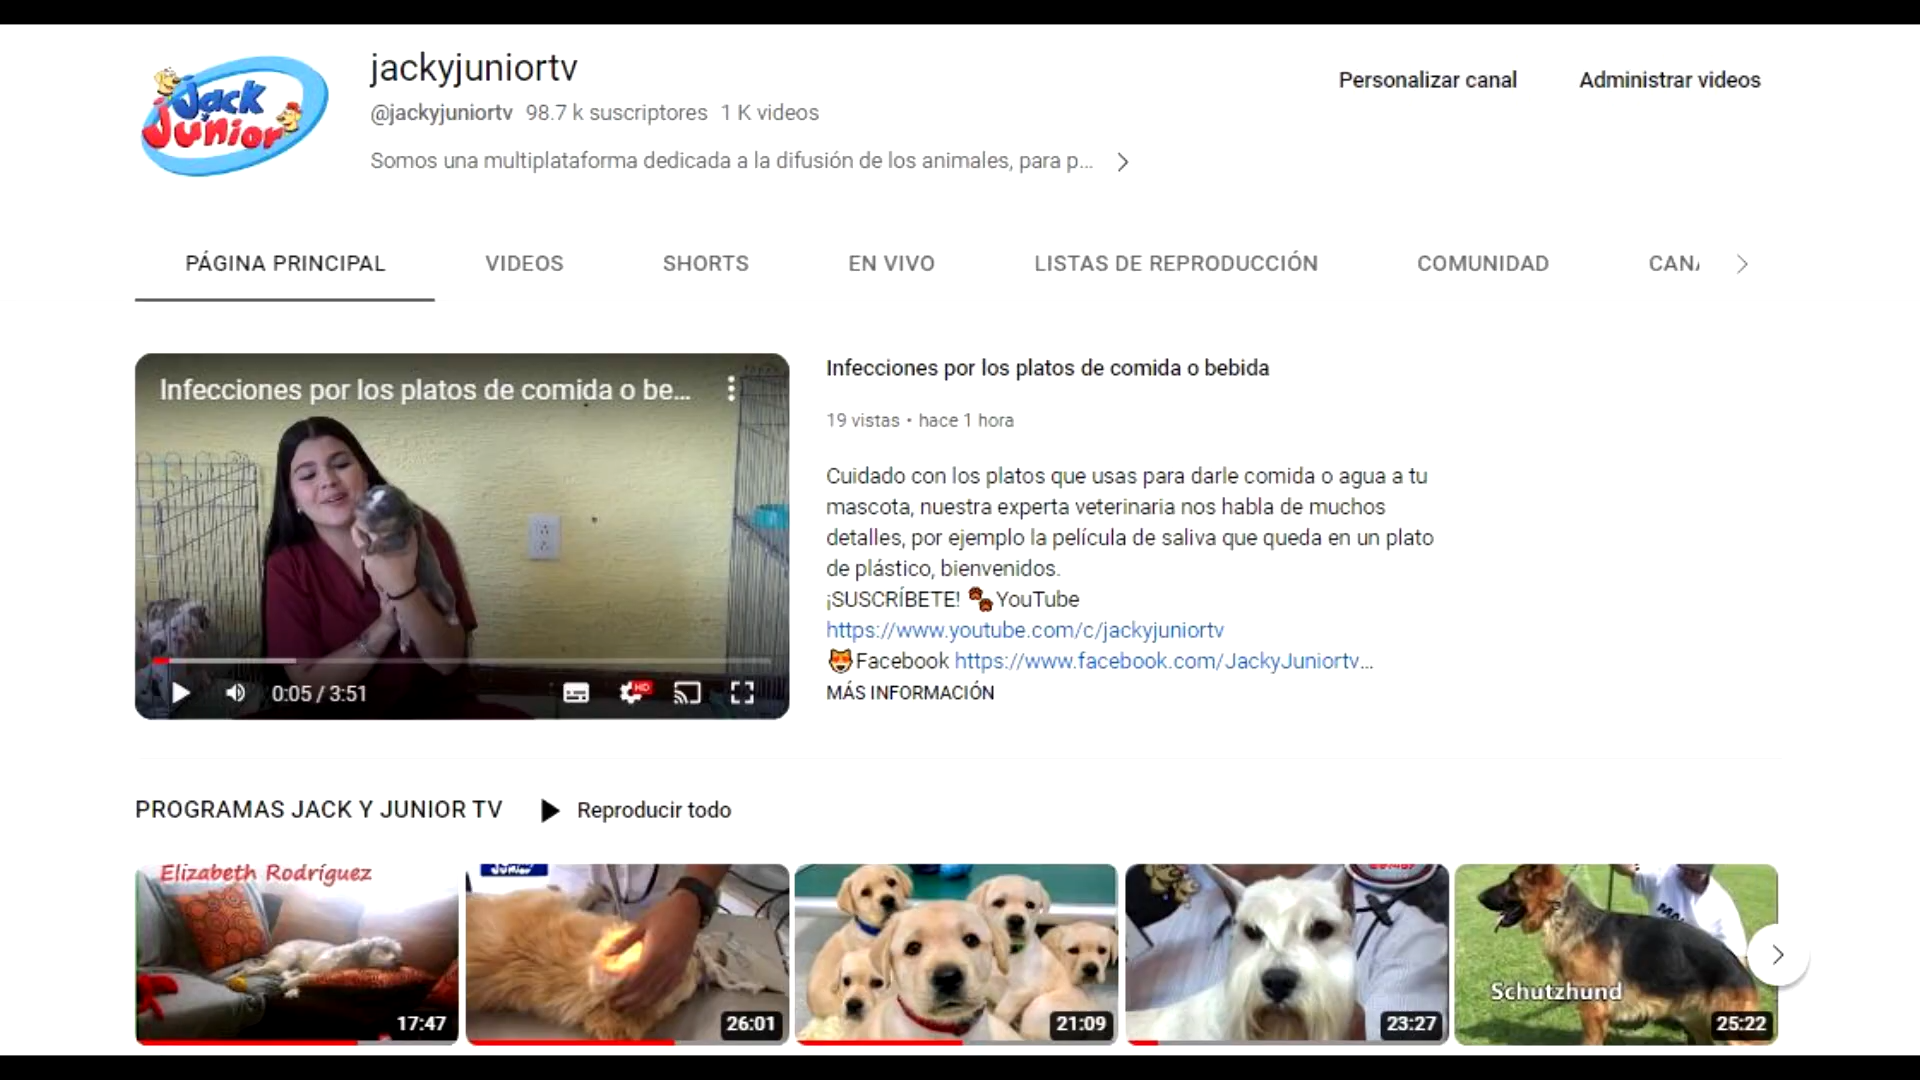 Jack
y
Junior
jackyjuniortv
@jackyjuniortv 98.7 k suscriptores 1 K videos
Somos una multiplataforma dedicada a la difusión de los animales, para p...
Personalizar canal
Administrar videos
PÁGINA PRINCIPAL
VIDEOS
SHORTS
EN VIVO
LISTAS DE REPRODUCCIÓN
COMUNIDAD
Infecciones por los platos de comida o be...
0:05 / 3:51
HD
Infecciones por los platos de comida o bebida
19 vistas • hace 1 hora
Cuidado con los platos que usas para darle comida o agua a tu
mascota, nuestra experta veterinaria nos habla de muchos
detalles, por ejemplo la película de saliva que queda en un plato
de plástico, bienvenidos.
¡SUSCRÍBETE! 🐾YouTube
https://www.youtube.com/c/jackyjuniortv
😻Facebook https://www.facebook.com/JackyJuniortv...
MÁS INFORMACIÓN
PROGRAMAS JACK Y JUNIOR TV
Reproducir todo
Elizabeth Rodríguez
17:47
Junior
26:01
21:09
23:27
Schutzhund
25:22